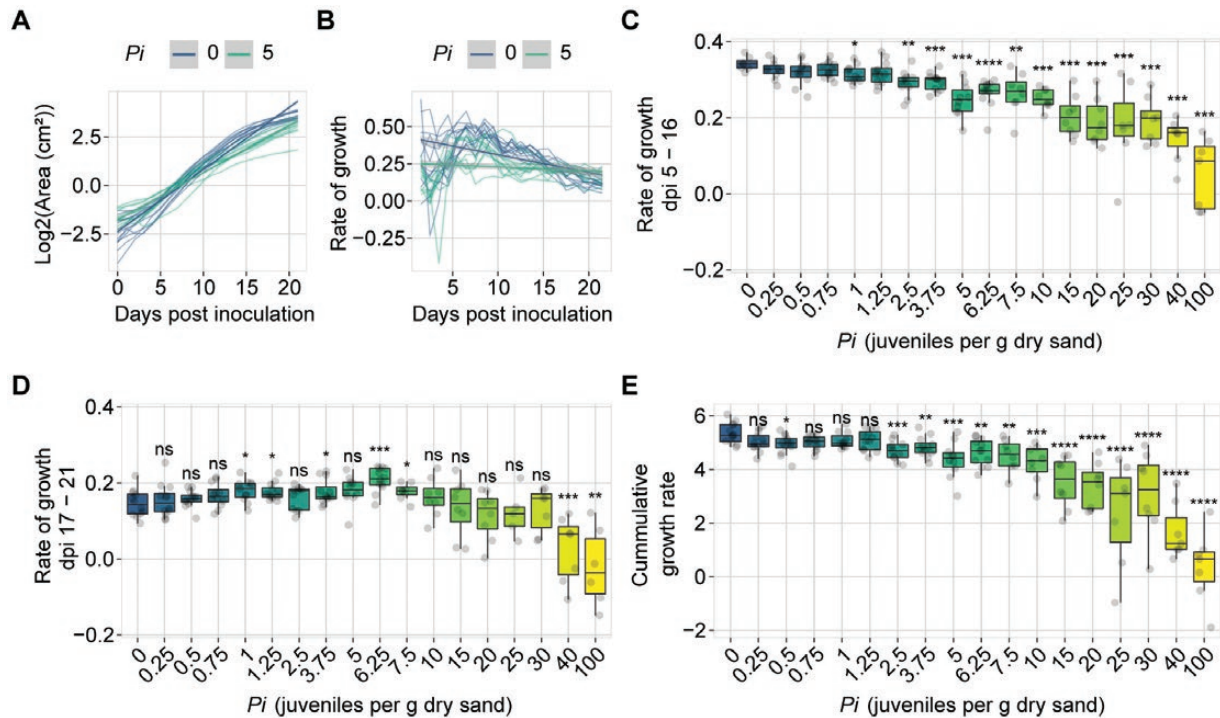 A
Pi 0 5
Log2(Area (cm²))
2.5
0.0
−2.5
0 5 10 15 20
Days post inoculation
B
Pi 0 5
Rate of growth
0.50
0.25
0.00
−0.25
5 10 15 20
Days post inoculation
C
Rate of growth
dpi 5 − 16
0.4
0.2
0.0
−0.2
* ** *** *** **** ** *** *** *** *** *** *** ***
0 0.25 0.5 0.75 1 1.25 2.5 3.75 5 6.25 7.5 10 15 20 25 30 40 100
Pi (juveniles per g dry sand)
D
Rate of growth
dpi 17 − 21
0.4
0.2
0.0
−0.2
ns ns ns * * ns * ns *** * ns ns ns ns ns *** **
0 0.25 0.5 0.75 1 1.25 2.5 3.75 5 6.25 7.5 10 15 20 25 30 40 100
Pi (juveniles per g dry sand)
E
Cummulative
growth rate
6
4
2
0
−2
ns * ns ns ns *** ** *** ** ** *** **** **** **** **** **** ****
0 0.25 0.5 0.75 1 1.25 2.5 3.75 5 6.25 7.5 10 15 20 25 30 40 100
Pi (juveniles per g dry sand)